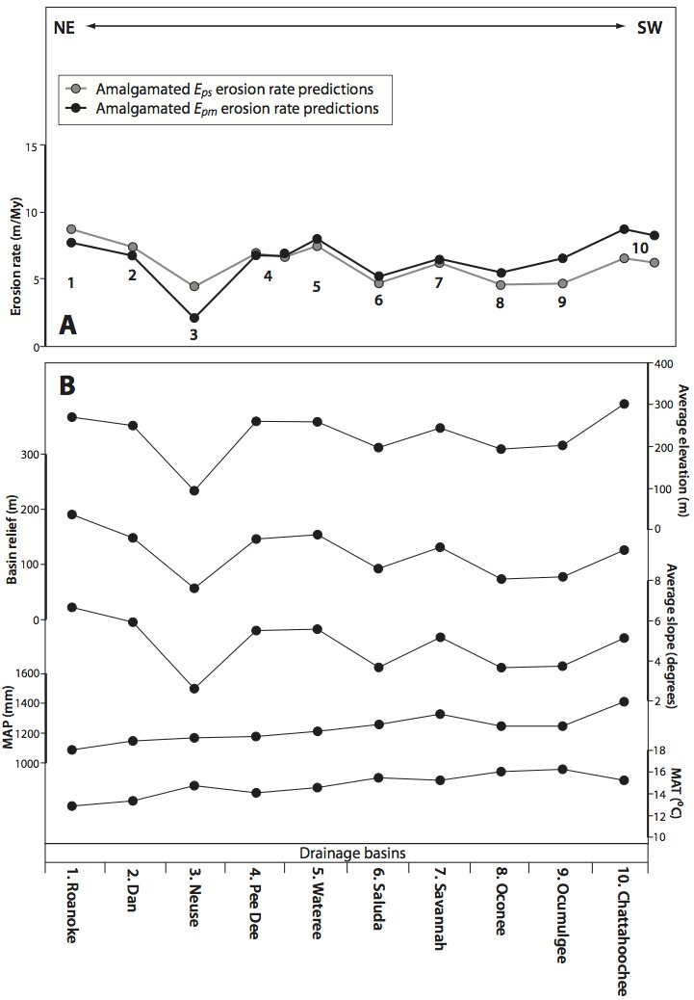 NE SW
Amalgamated Eps erosion rate predictions
Amalgamated Epm erosion rate predictions
Erosion rate (m/My)
15
10
5
0
1
2
3
4
5
6
7
8
9
10
A
B
Average elevation (m)
400
300
200
100
0
Basin relief (m)
300
200
100
0
Average slope (degrees)
8
6
4
2
MAP (mm)
1600
1400
1200
1000
MAT (⁰C)
18
16
14
12
10
Drainage basins
1. Roanoke
2. Dan
3. Neuse
4. Pee Dee
5. Wateree
6. Saluda
7. Savannah
8. Oconee
9. Ocumulgee
10. Chattahoochee